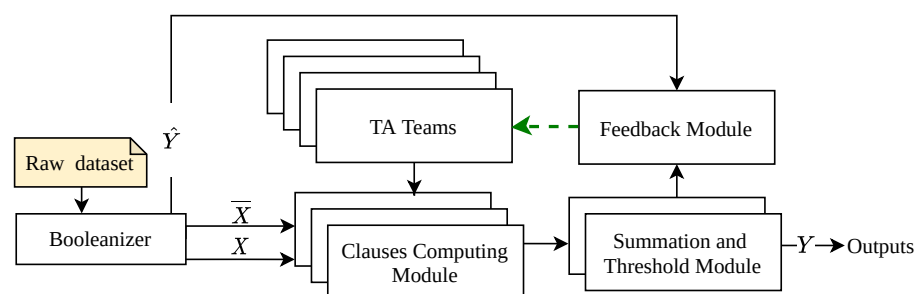 TA Teams
Feedback Module
Ŷ
Raw dataset
X̅
Booleanizer
X
Clauses Computing
Module
Summation and
Threshold Module
Y
Outputs